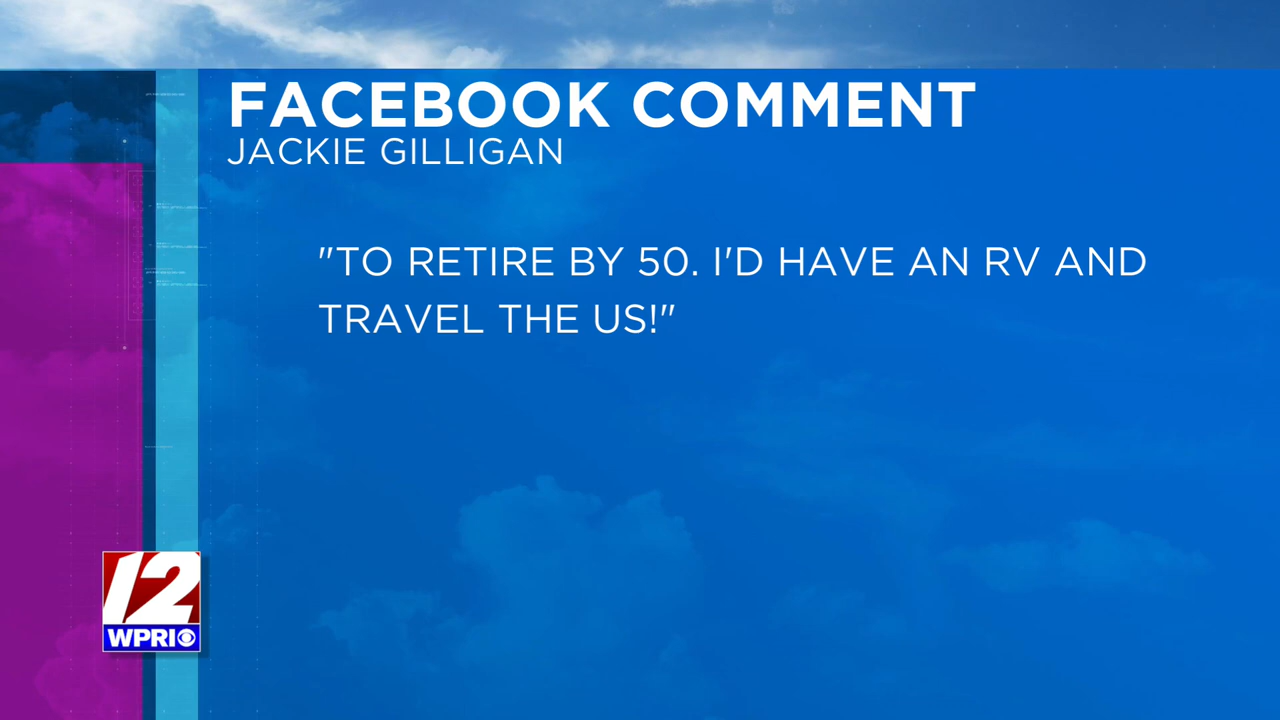 FACEBOOK COMMENT
JACKIE GILLIGAN
"TO RETIRE BY 50. I'D HAVE AN RV AND
TRAVEL THE US!"
12
WPRI